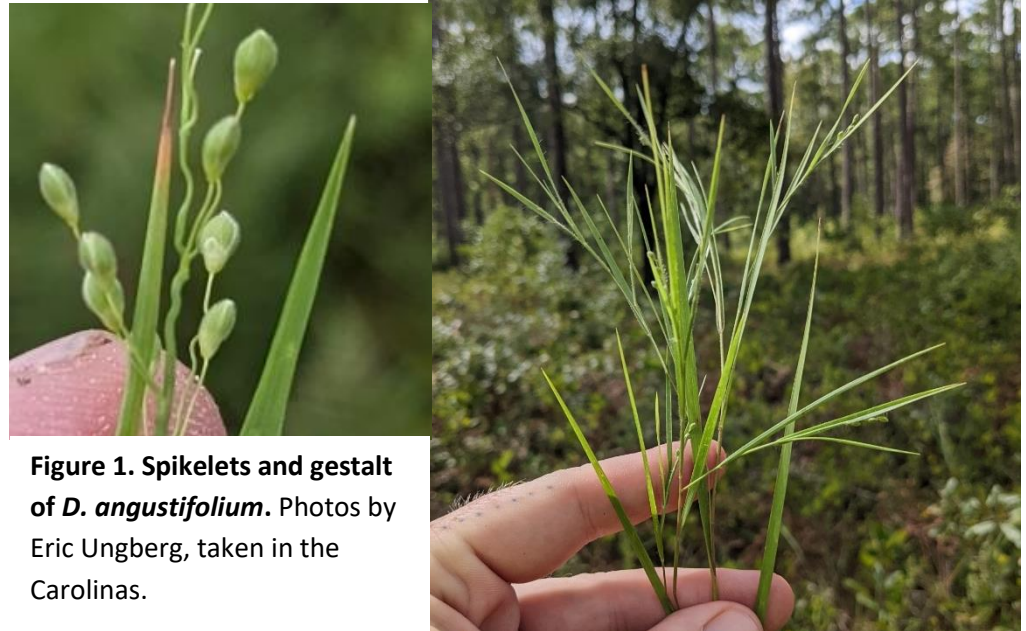 Figure 1. Spikelets and gestalt
of D. angustifolium. Photos by
Eric Ungberg, taken in the
Carolinas.